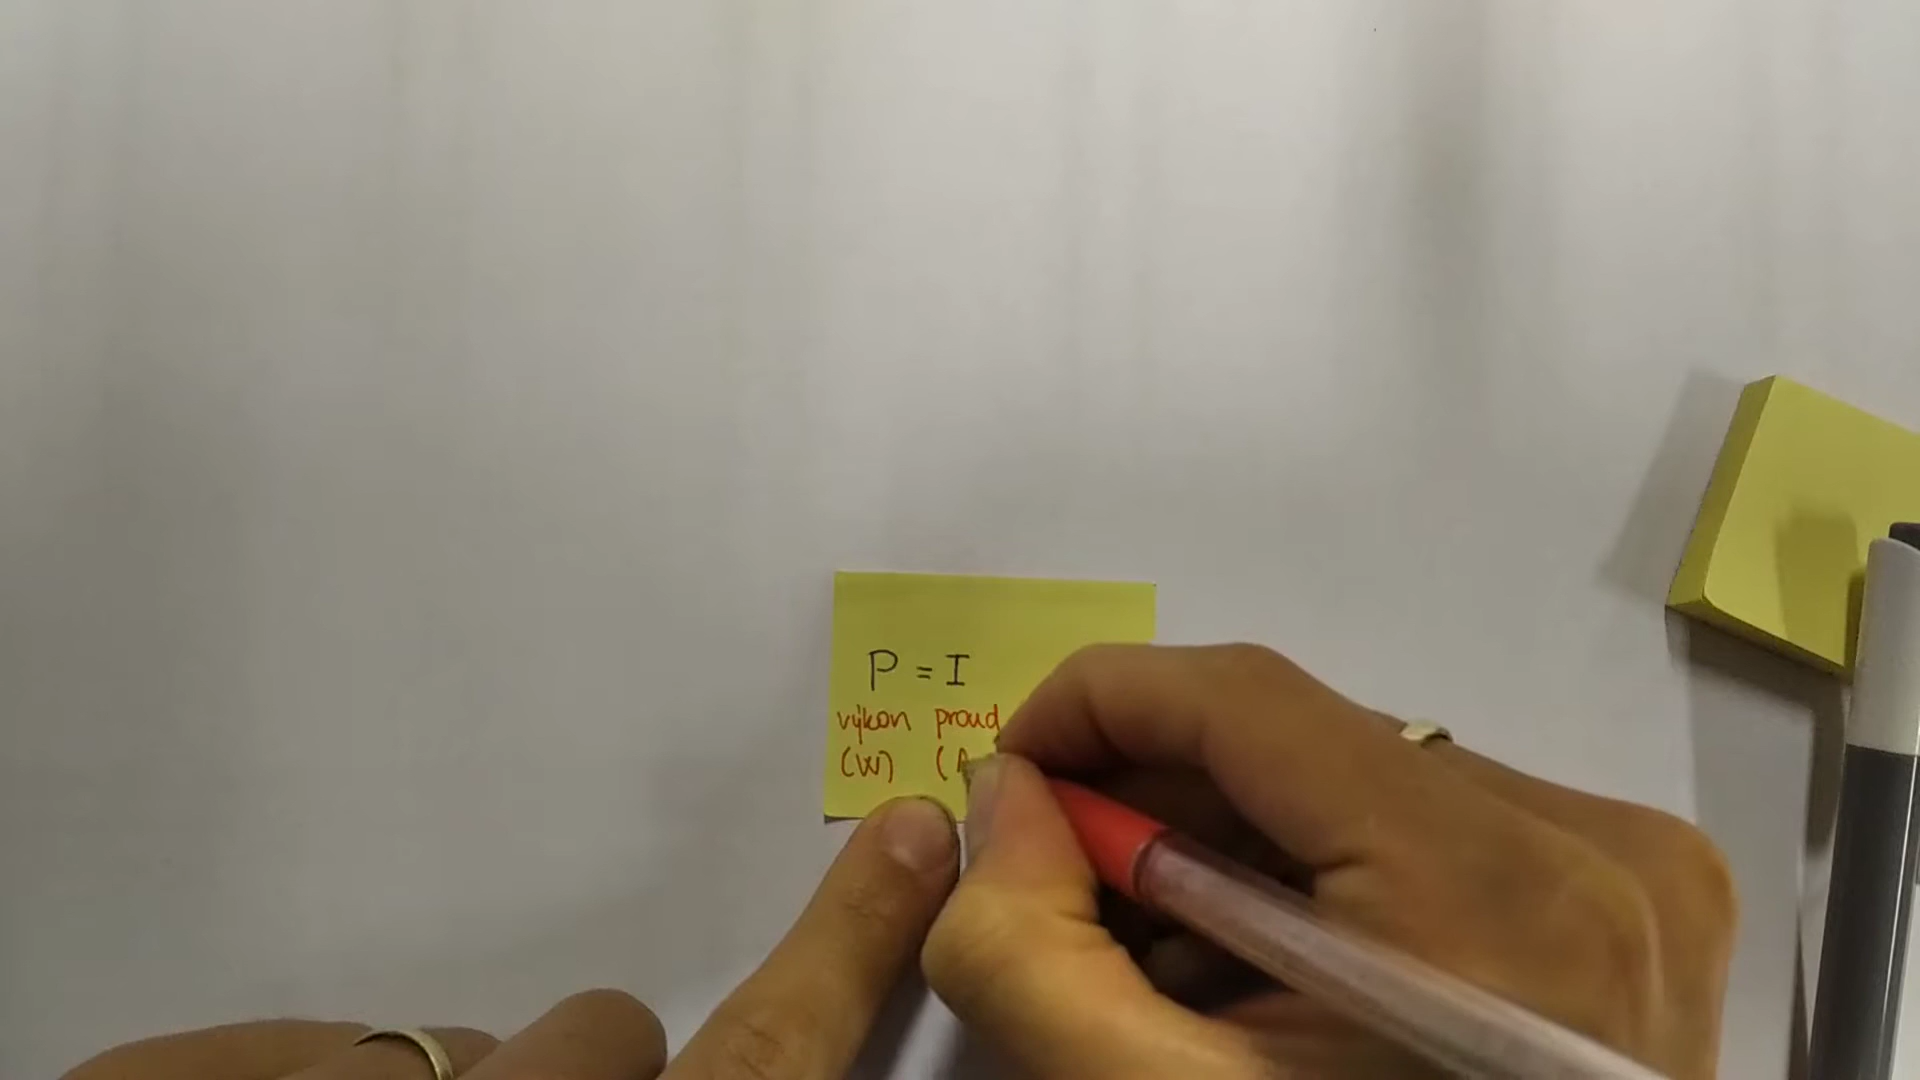 P = I
výkon proud
(W) (A